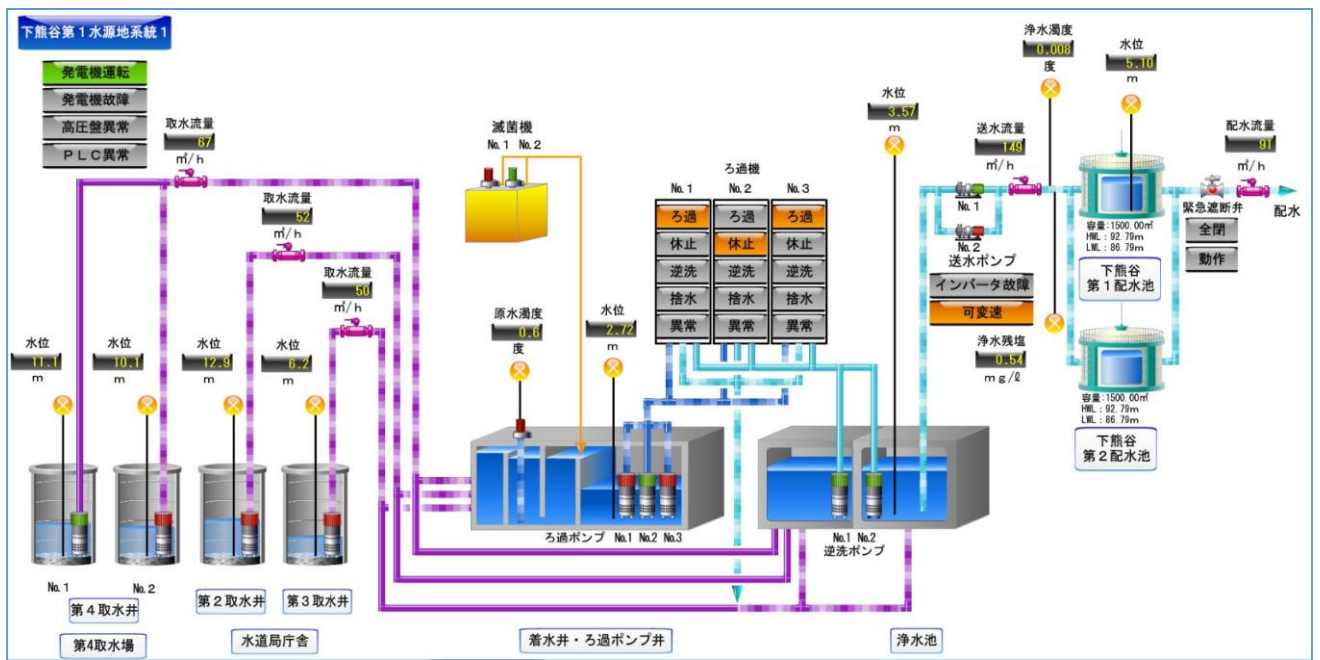 下熊谷第１水源地系統１
発電機運転
発電機故障
高圧盤異常
ＰＬＣ異常
取水流量
67
㎥/h
取水流量
52
㎥/h
取水流量
50
㎥/h
水位
11.1
m
水位
10.1
m
水位
12.9
m
水位
6.2
m
No.1
No.2
第４取水井
第２取水井
第３取水井
第4取水場
水道局庁舎
滅菌機
No.1 No.2
原水濁度
0.6
度
水位
2.72
m
ろ過機
No.1 No.2 No.3
ろ過 ろ過 ろ過
休止 休止 休止
逆洗 逆洗 逆洗
捨水 捨水 捨水
異常 異常 異常
ろ過ポンプ No.1 No.2 No.3
着水井・ろ過ポンプ井
水位
3.57
m
No.1 No.2
逆洗ポンプ
浄水池
送水流量
149
㎥/h
No.1
No.2
送水ポンプ
インバータ故障
可変速
浄水濁度
0.008
度
浄水残塩
0.54
mg/ℓ
水位
5.10
m
容量:1500.00㎥
HWL : 92.79m
LWL : 86.79m
下熊谷
第１配水池
容量:1500.00㎥
HWL : 92.79m
LWL : 86.79m
下熊谷
第２配水池
緊急遮断弁
全閉
動作
配水流量
91
㎥/h
配水